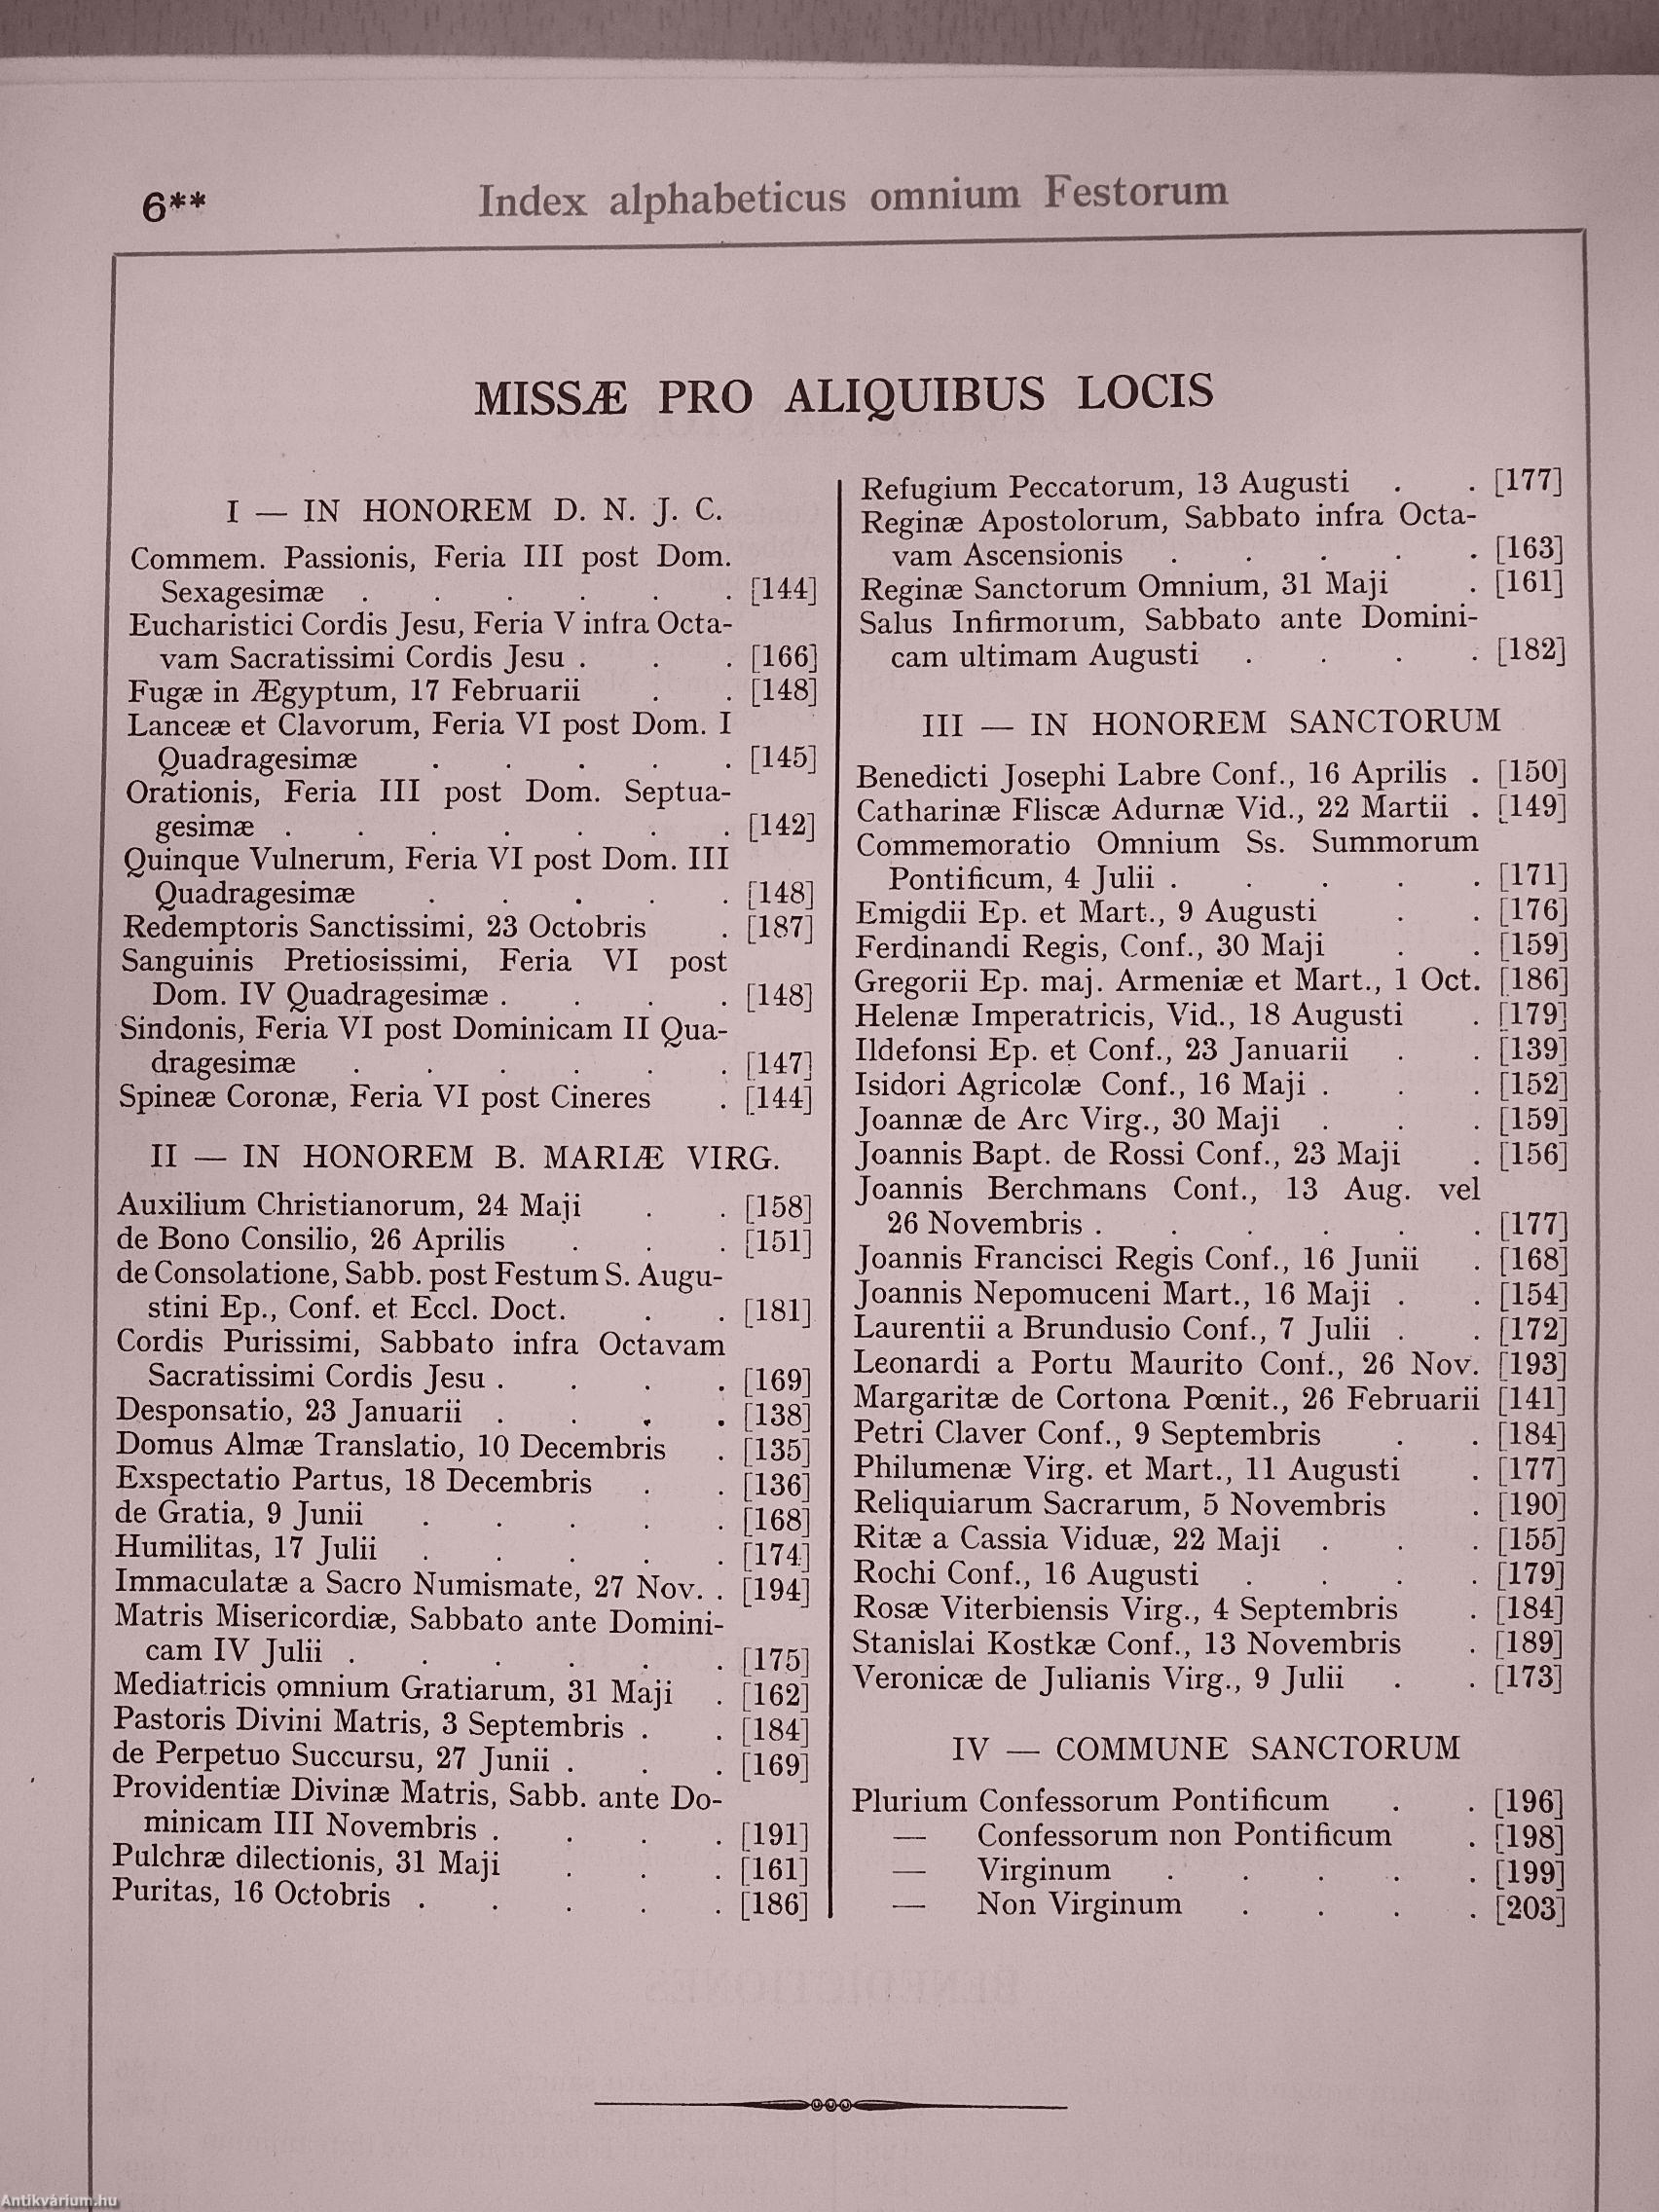 6** Index alphabeticus omnium Festorum
MISSÆ PRO ALIQUIBUS LOCIS
I — IN HONOREM D. N. J. C.
Commem. Passionis, Feria III post Dom.
Sexagesimæ . . . . . . [144]
Eucharistici Cordis Jesu, Feria V infra Octa-
vam Sacratissimi Cordis Jesu . . . [166]
Fugæ in Ægyptum, 17 Februarii . . [148]
Lanceæ et Clavorum, Feria VI post Dom. I
Quadragesimæ . . . . . [145]
Orationis, Feria III post Dom. Septua-
gesimæ . . . . . . . [142]
Quinque Vulnerum, Feria VI post Dom. III
Quadragesimæ . . . . . [148]
Redemptoris Sanctissimi, 23 Octobris . [187]
Sanguinis Pretiosissimi, Feria VI post
Dom. IV Quadragesimæ . . . . [148]
Sindonis, Feria VI post Dominicam II Qua-
dragesimæ . . . . . . [147]
Spineæ Coronæ, Feria VI post Cineres . [144]
II — IN HONOREM B. MARIÆ VIRG.
Auxilium Christianorum, 24 Maji . . [158]
de Bono Consilio, 26 Aprilis . . . [151]
de Consolatione, Sabb. post Festum S. Augu-
stini Ep., Conf. et Eccl. Doct. . . [181]
Cordis Purissimi, Sabbato infra Octavam
Sacratissimi Cordis Jesu . . . . [169]
Desponsatio, 23 Januarii . . . . [138]
Domus Almæ Translatio, 10 Decembris . [135]
Exspectatio Partus, 18 Decembris . . [136]
de Gratia, 9 Junii . . . . . [168]
Humilitas, 17 Julii . . . . . [174]
Immaculatæ a Sacro Numismate, 27 Nov. . [194]
Matris Misericordiæ, Sabbato ante Domini-
cam IV Julii . . . . . . [175]
Mediatricis omnium Gratiarum, 31 Maji . [162]
Pastoris Divini Matris, 3 Septembris . . [184]
de Perpetuo Succursu, 27 Junii . . . [169]
Providentiæ Divinæ Matris, Sabb. ante Do-
minicam III Novembris . . . . [191]
Pulchræ dilectionis, 31 Maji . . . [161]
Puritas, 16 Octobris . . . . . [186]
Refugium Peccatorum, 13 Augusti . . [177]
Reginæ Apostolorum, Sabbato infra Octa-
vam Ascensionis . . . . . [163]
Reginæ Sanctorum Omnium, 31 Maji . [161]
Salus Infirmorum, Sabbato ante Domini-
cam ultimam Augusti . . . . [182]
III — IN HONOREM SANCTORUM
Benedicti Josephi Labre Conf., 16 Aprilis . [150]
Catharinæ Fliscæ Adurnæ Vid., 22 Martii . [149]
Commemoratio Omnium Ss. Summorum
Pontificum, 4 Julii . . . . . [171]
Emigdii Ep. et Mart., 9 Augusti . . [176]
Ferdinandi Regis, Conf., 30 Maji . . [159]
Gregorii Ep. maj. Armeniæ et Mart., 1 Oct. [186]
Helenæ Imperatricis, Vid., 18 Augusti . [179]
Ildefonsi Ep. et Conf., 23 Januarii . . [139]
Isidori Agricolæ Conf., 16 Maji . . . [152]
Joannæ de Arc Virg., 30 Maji . . . [159]
Joannis Bapt. de Rossi Conf., 23 Maji . [156]
Joannis Berchmans Conf., 13 Aug. vel
26 Novembris . . . . . . [177]
Joannis Francisci Regis Conf., 16 Junii . [168]
Joannis Nepomuceni Mart., 16 Maji . . [154]
Laurentii a Brundusio Conf., 7 Julii . . [172]
Leonardi a Portu Maurito Conf., 26 Nov. [193]
Margaritæ de Cortona Pœnit., 26 Februarii [141]
Petri Claver Conf., 9 Septembris . . [184]
Philumenæ Virg. et Mart., 11 Augusti . [177]
Reliquiarum Sacrarum, 5 Novembris . [190]
Ritæ a Cassia Viduæ, 22 Maji . . . [155]
Rochi Conf., 16 Augusti . . . . [179]
Rosæ Viterbiensis Virg., 4 Septembris . [184]
Stanislai Kostkæ Conf., 13 Novembris . [189]
Veronicæ de Julianis Virg., 9 Julii . . [173]
IV — COMMUNE SANCTORUM
Plurium Confessorum Pontificum . . [196]
— Confessorum non Pontificum . [198]
— Virginum . . . . . [199]
— Non Virginum . . . . [203]
Antikvárium.hu